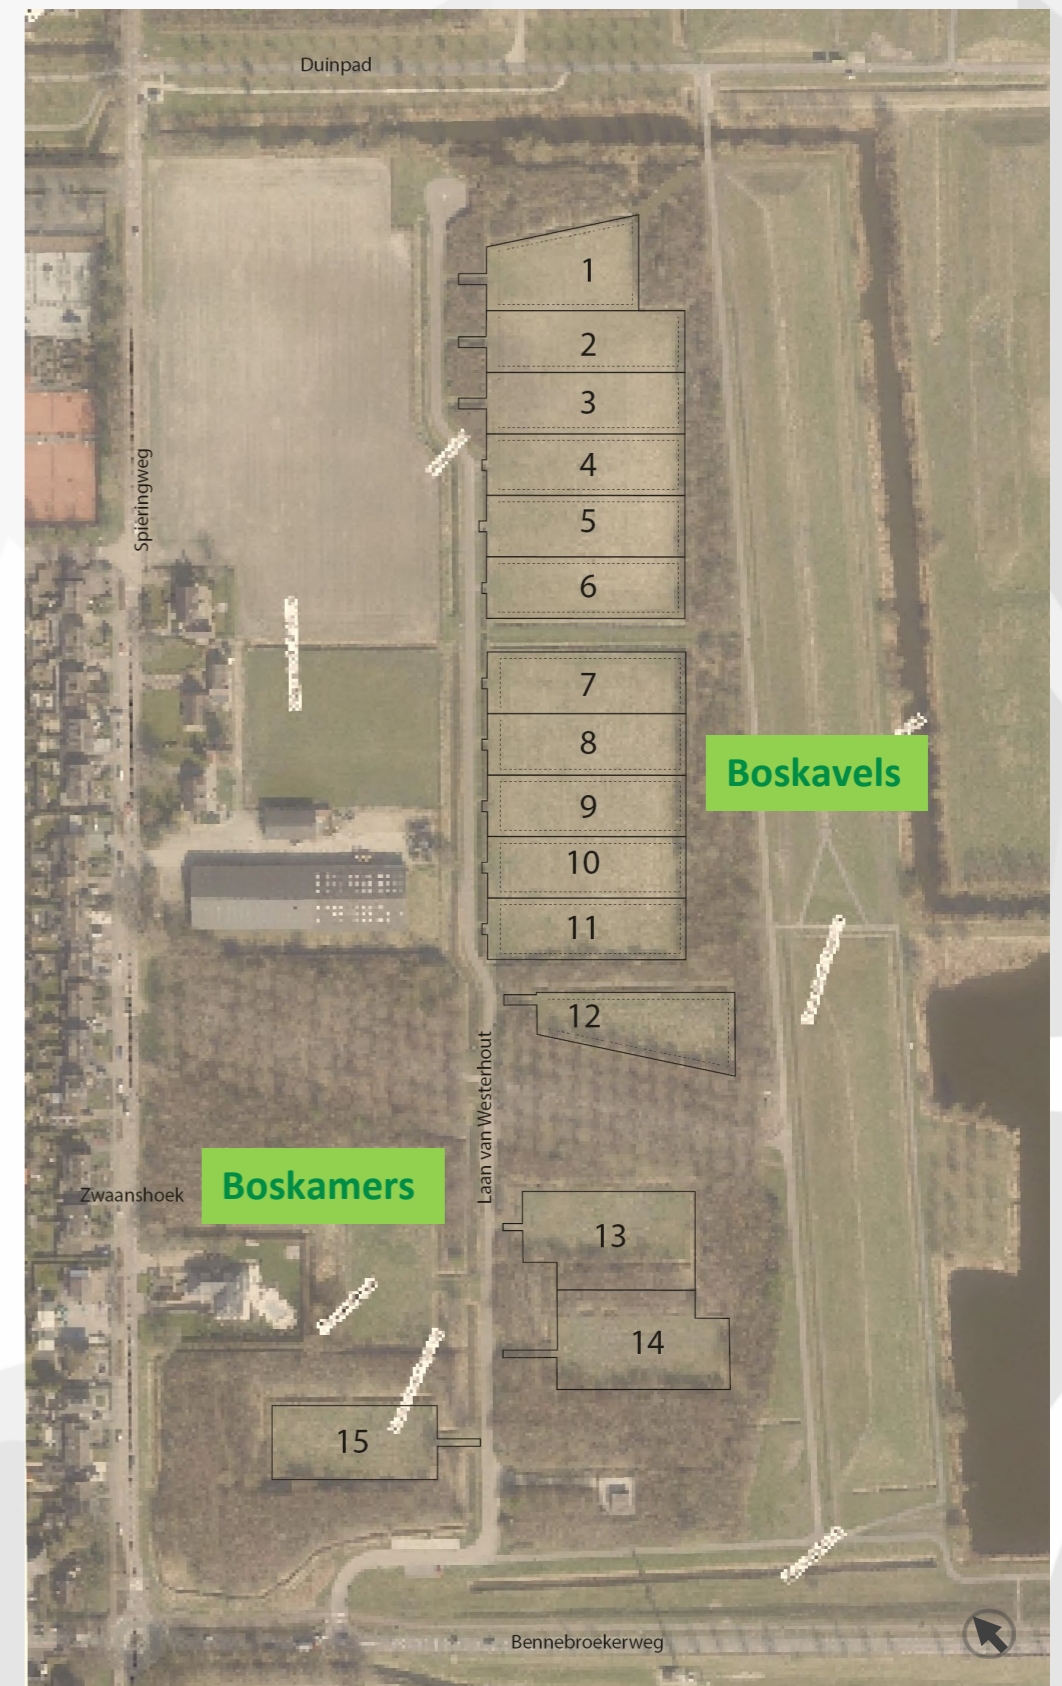 Duinpad
1
2
3
4
5
6
7
8
9
10
11
12
13
14
15
Spieringweg
Boskavels
Laan van Westerhout
Boskamers
Zwaanshoek
Bennebroekerweg